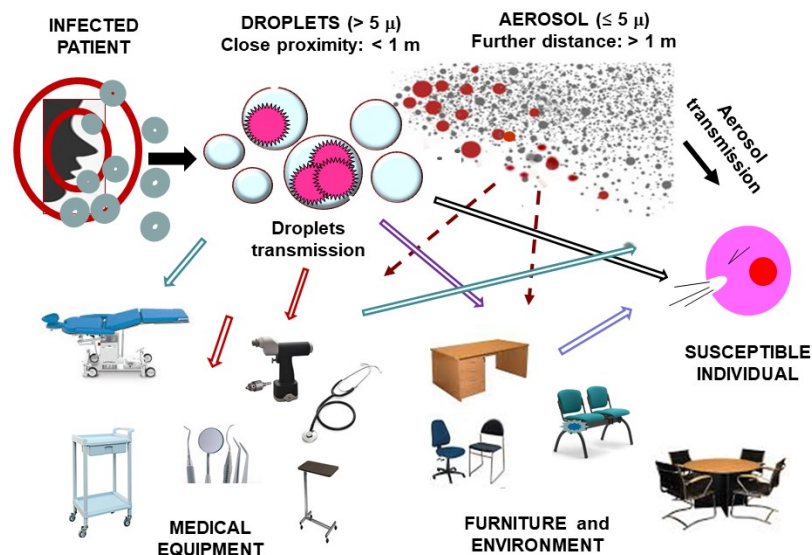 INFECTED
PATIENT
DROPLETS (> 5 μ)
Close proximity: < 1 m
AEROSOL (≤ 5 μ)
Further distance: > 1 m
Aerosol
transmission
Droplets
transmission
SUSCEPTIBLE
INDIVIDUAL
MEDICAL
EQUIPMENT
FURNITURE and
ENVIRONMENT